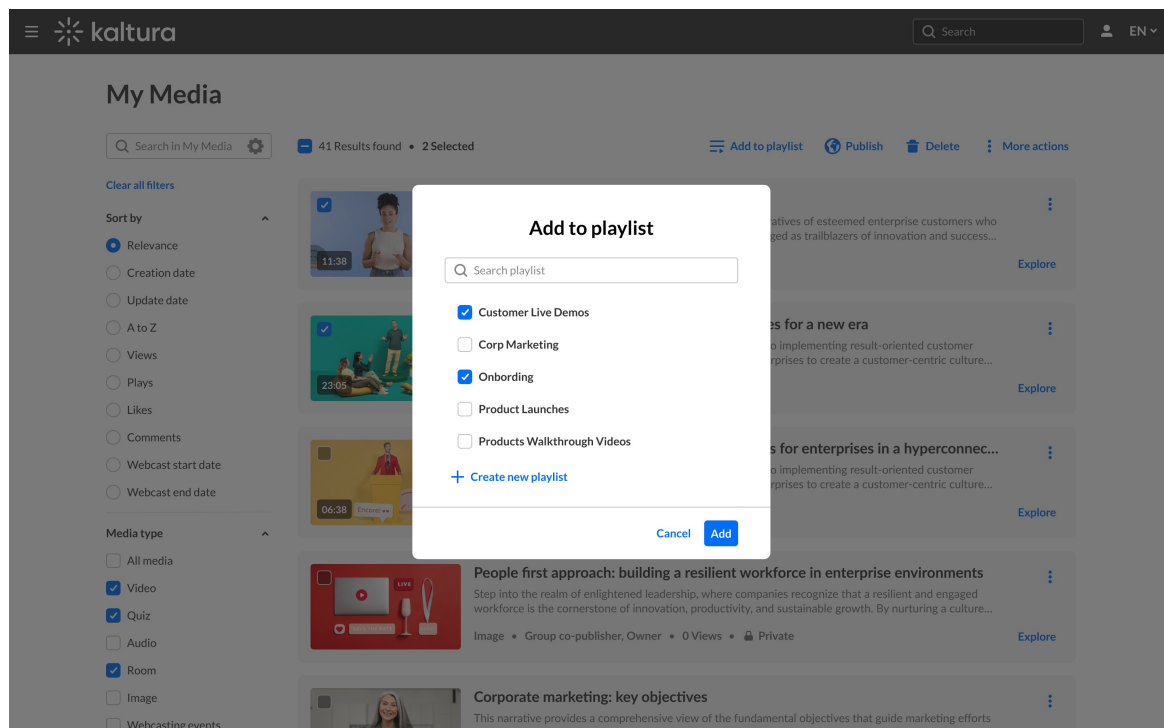 kaltura
Search
EN
My Media
Search in My Media
41 Results found • 2 Selected
Add to playlist
Publish
Delete
More actions
Clear all filters
Sort by
Relevance
Creation date
Update date
A to Z
Views
Plays
Likes
Comments
Webcast start date
Webcast end date
Media type
All media
Video
Quiz
Audio
Room
Image
Webcasting events
11:38
ratives of esteemed enterprise customers who
ged as trailblazers of innovation and success...
Explore
23:05
es for a new era
o implementing result-oriented customer
rprises to create a customer-centric culture...
Explore
06:38
s for enterprises in a hyperconnec...
o implementing result-oriented customer
rprises to create a customer-centric culture...
Explore
Add to playlist
Search playlist
Customer Live Demos
Corp Marketing
Onbording
Product Launches
Products Walkthrough Videos
Create new playlist
Cancel
Add
LIVE
People first approach: building a resilient workforce in enterprise environments
Step into the realm of enlightened leadership, where companies recognize that a resilient and engaged
workforce is the cornerstone of innovation, productivity, and sustainable growth. By nurturing a culture...
Image • Group co-publisher, Owner • 0 Views • Private
Explore
Corporate marketing: key objectives
This narrative provides a comprehensive view of the fundamental objectives that guide marketing efforts